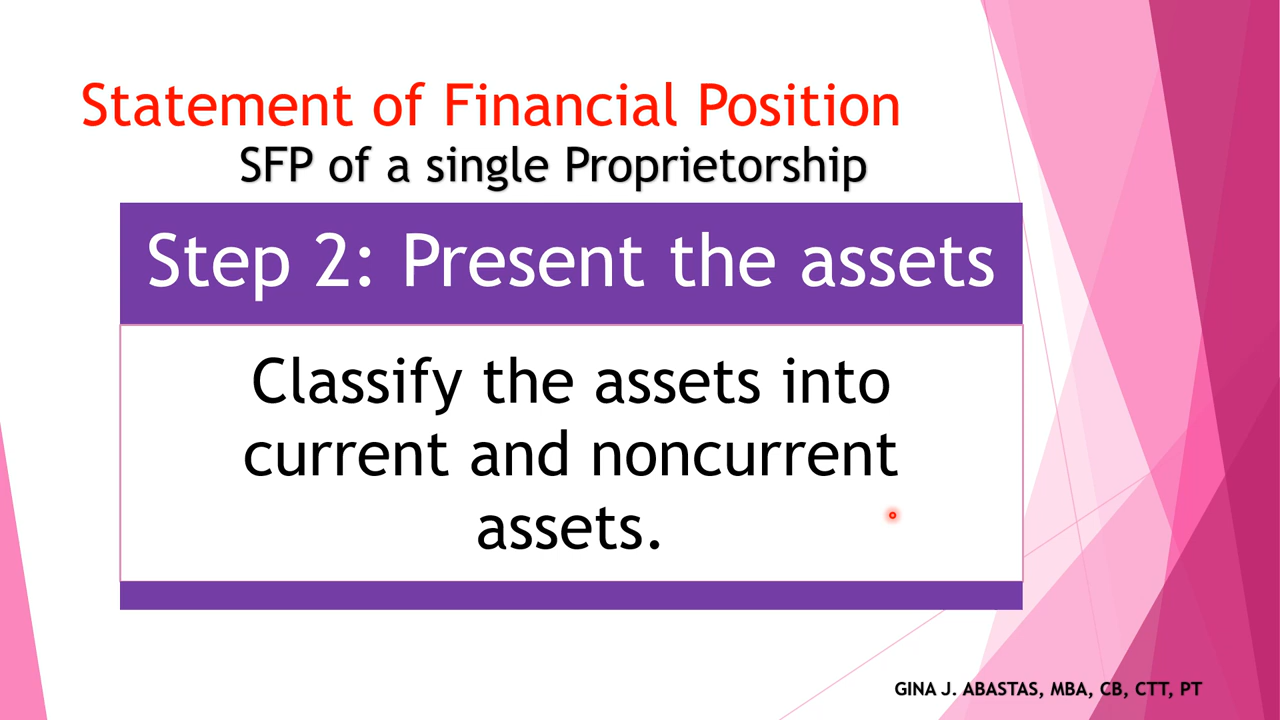 Statement of Financial Position
SFP of a single Proprietorship
Step 2: Present the assets
Classify the assets into
current and noncurrent
assets.
GINA J. ABASTAS, MBA, CB, CTT, PT